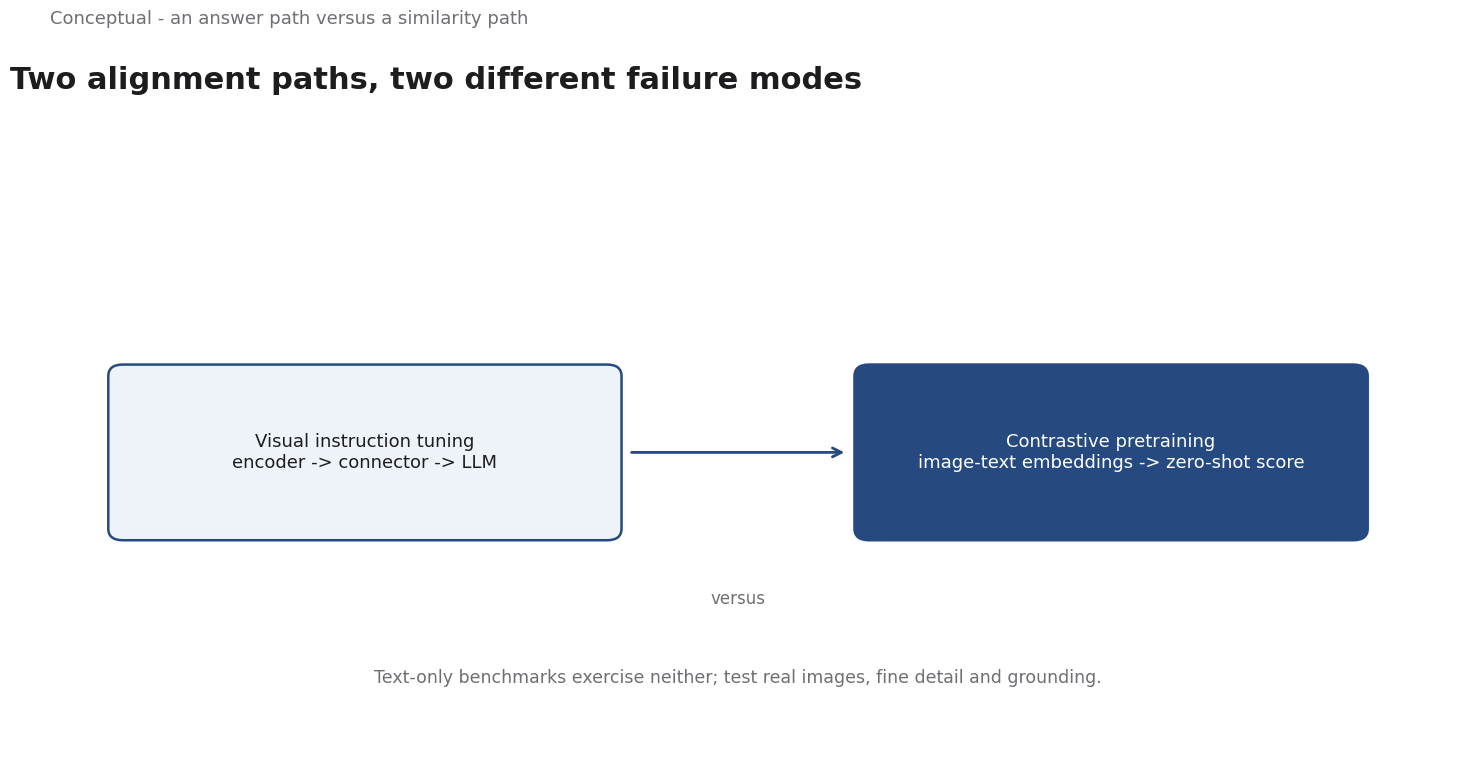 Conceptual - an answer path versus a similarity path
Two alignment paths, two different failure modes
Visual instruction tuning
encoder -> connector -> LLM
Contrastive pretraining
image-text embeddings -> zero-shot score
versus
Text-only benchmarks exercise neither; test real images, fine detail and grounding.